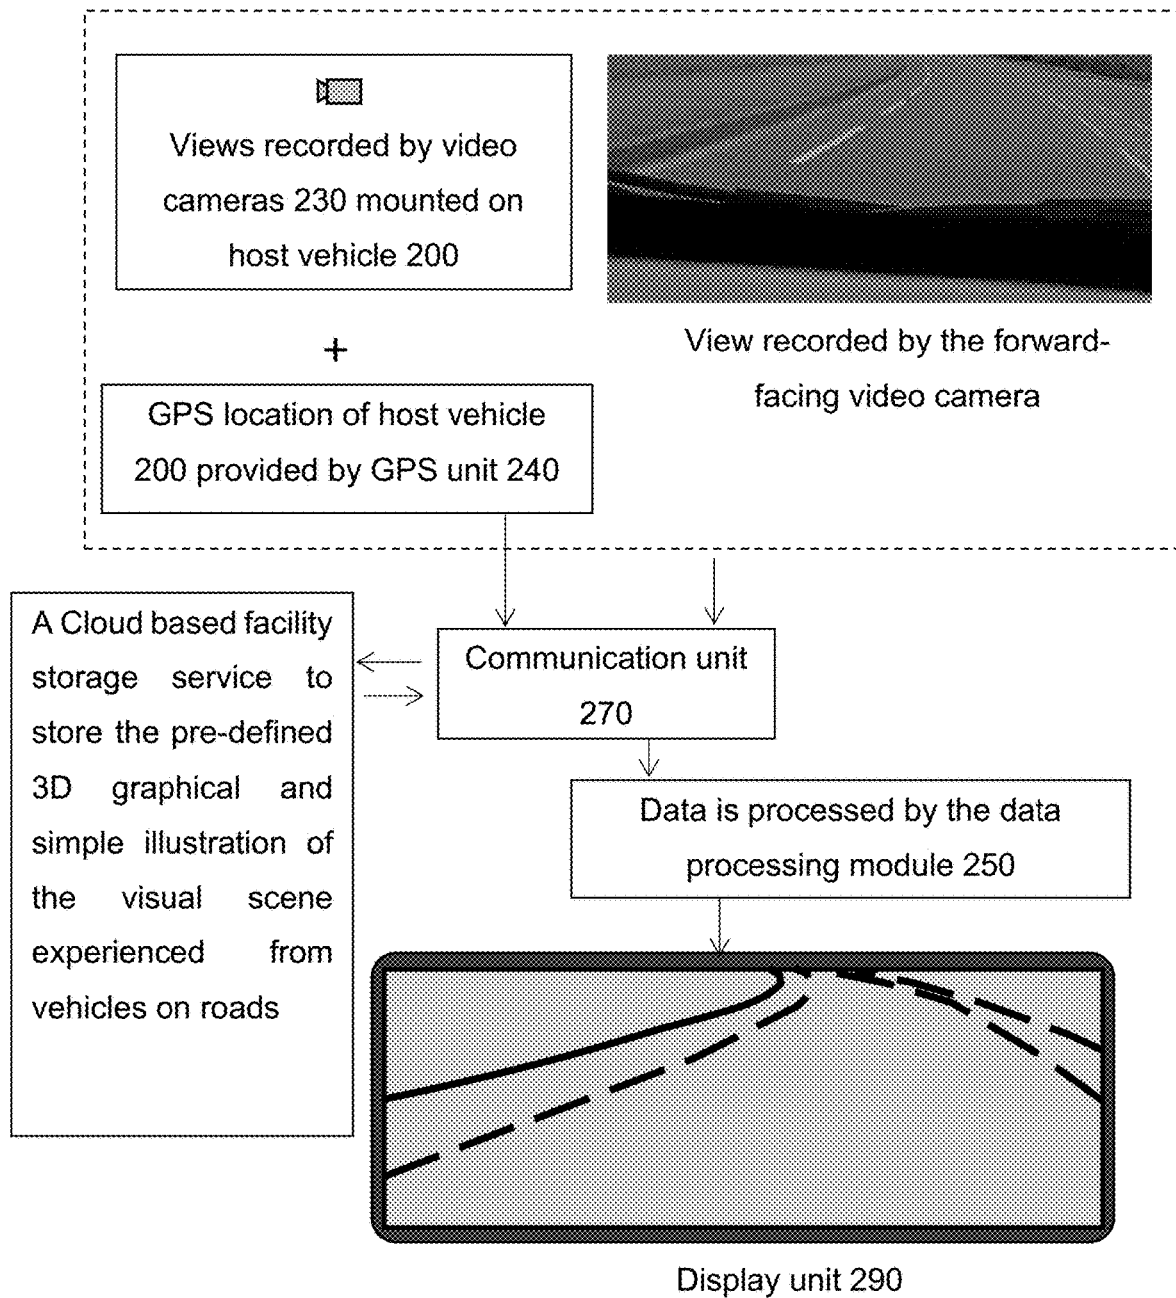 Views recorded by video
cameras 230 mounted on
host vehicle 200
View recorded by the forward-
facing video camera
+
GPS location of host vehicle
200 provided by GPS unit 240
A Cloud based facility
storage service to
store the pre-defined
3D graphical and
simple illustration of
the visual scene
experienced from
vehicles on roads
Communication unit
270
Data is processed by the data
processing module 250
Display unit 290